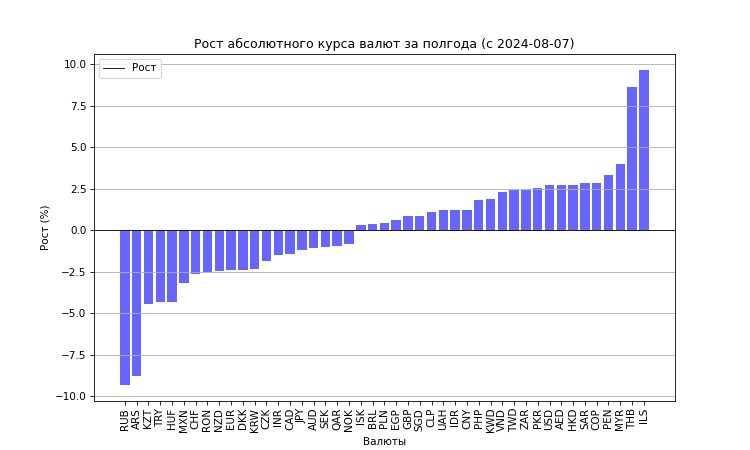 Рост абсолютного курса валют за полгода (с 2024-08-07)
Рост
Рост (%)
10.0
7.5
5.0
2.5
0.0
−2.5
−5.0
−7.5
−10.0
RUB ARS KZT TRY HUF MXN CHF RON NZD EUR DKK KRW CZK INR CAD JPY AUD SEK QAR NOK ISK BRL PLN EGP GBP SGD CLP UAH IDR CNY PHP KWD VND TWD ZAR PKR USD AED HKD SAR COP PEN MYR THB ILS
Валюты